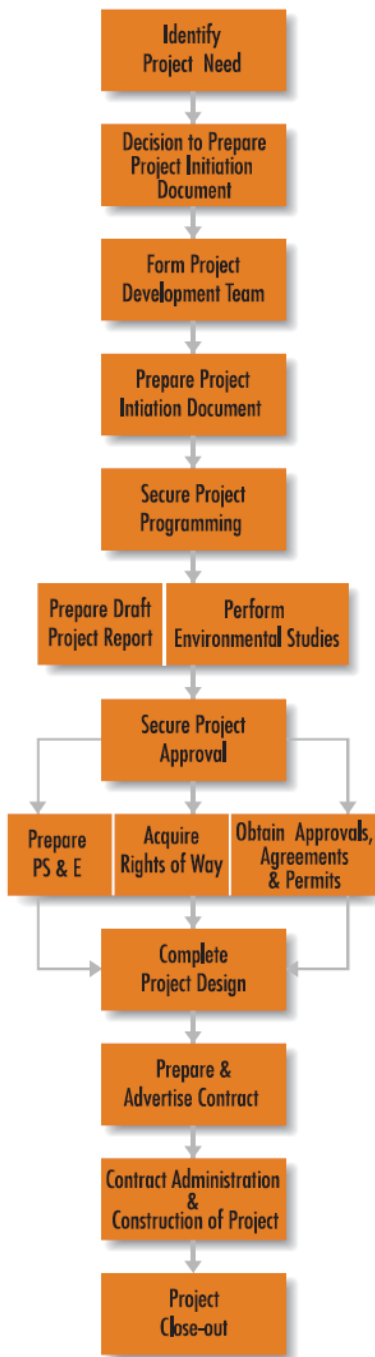 Identify
Project Need
Decision to Prepare
Project Initiation
Document
Form Project
Development Team
Prepare Project
Intiation Document
Secure Project
Programming
Prepare Draft
Project Report
Perform
Environmental Studies
Secure Project
Approval
Prepare
PS & E
Acquire
Rights of Way
Obtain Approvals,
Agreements
& Permits
Complete
Project Design
Prepare &
Advertise Contract
Contract Administration
&
Construction of Project
Project
Close-out